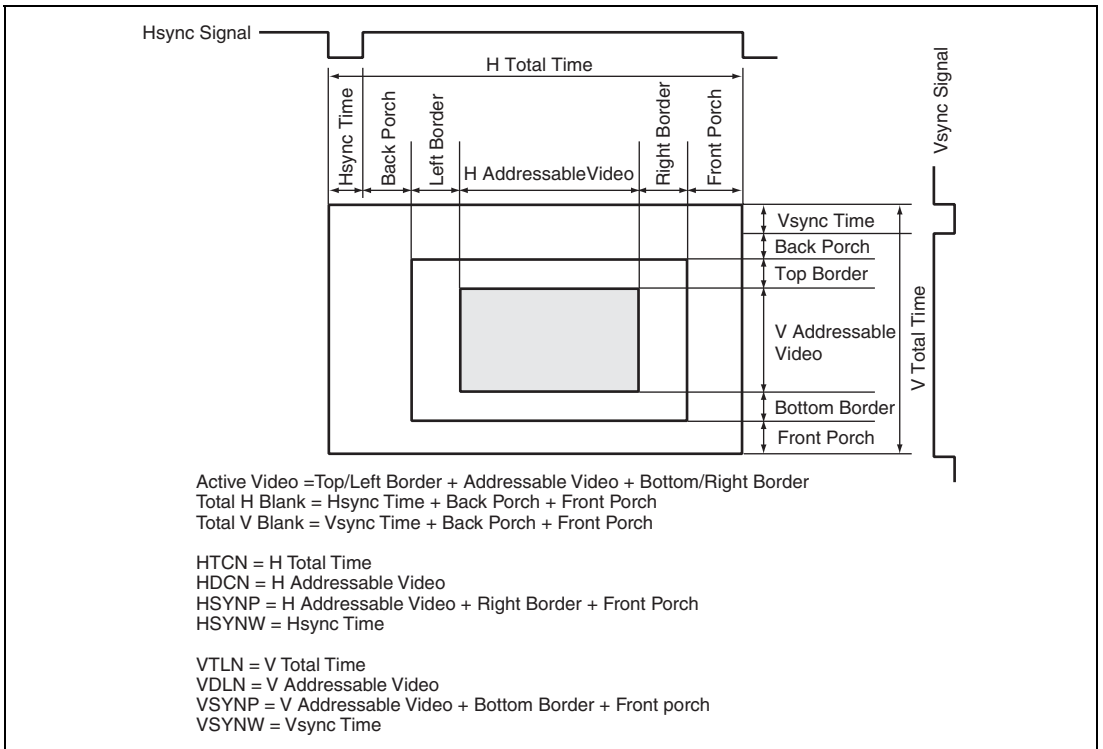 Hsync Signal
H Total Time
Hsync Time
Back Porch
Left Border
H AddressableVideo
Right Border
Front Porch
Vsync Signal
Vsync Time
Back Porch
Top Border
V Addressable
Video
Bottom Border
Front Porch
V Total Time
Active Video =Top/Left Border + Addressable Video + Bottom/Right Border
Total H Blank = Hsync Time + Back Porch + Front Porch
Total V Blank = Vsync Time + Back Porch + Front Porch
HTCN = H Total Time
HDCN = H Addressable Video
HSYNP = H Addressable Video + Right Border + Front Porch
HSYNW = Hsync Time
VTLN = V Total Time
VDLN = V Addressable Video
VSYNP = V Addressable Video + Bottom Border + Front porch
VSYNW = Vsync Time